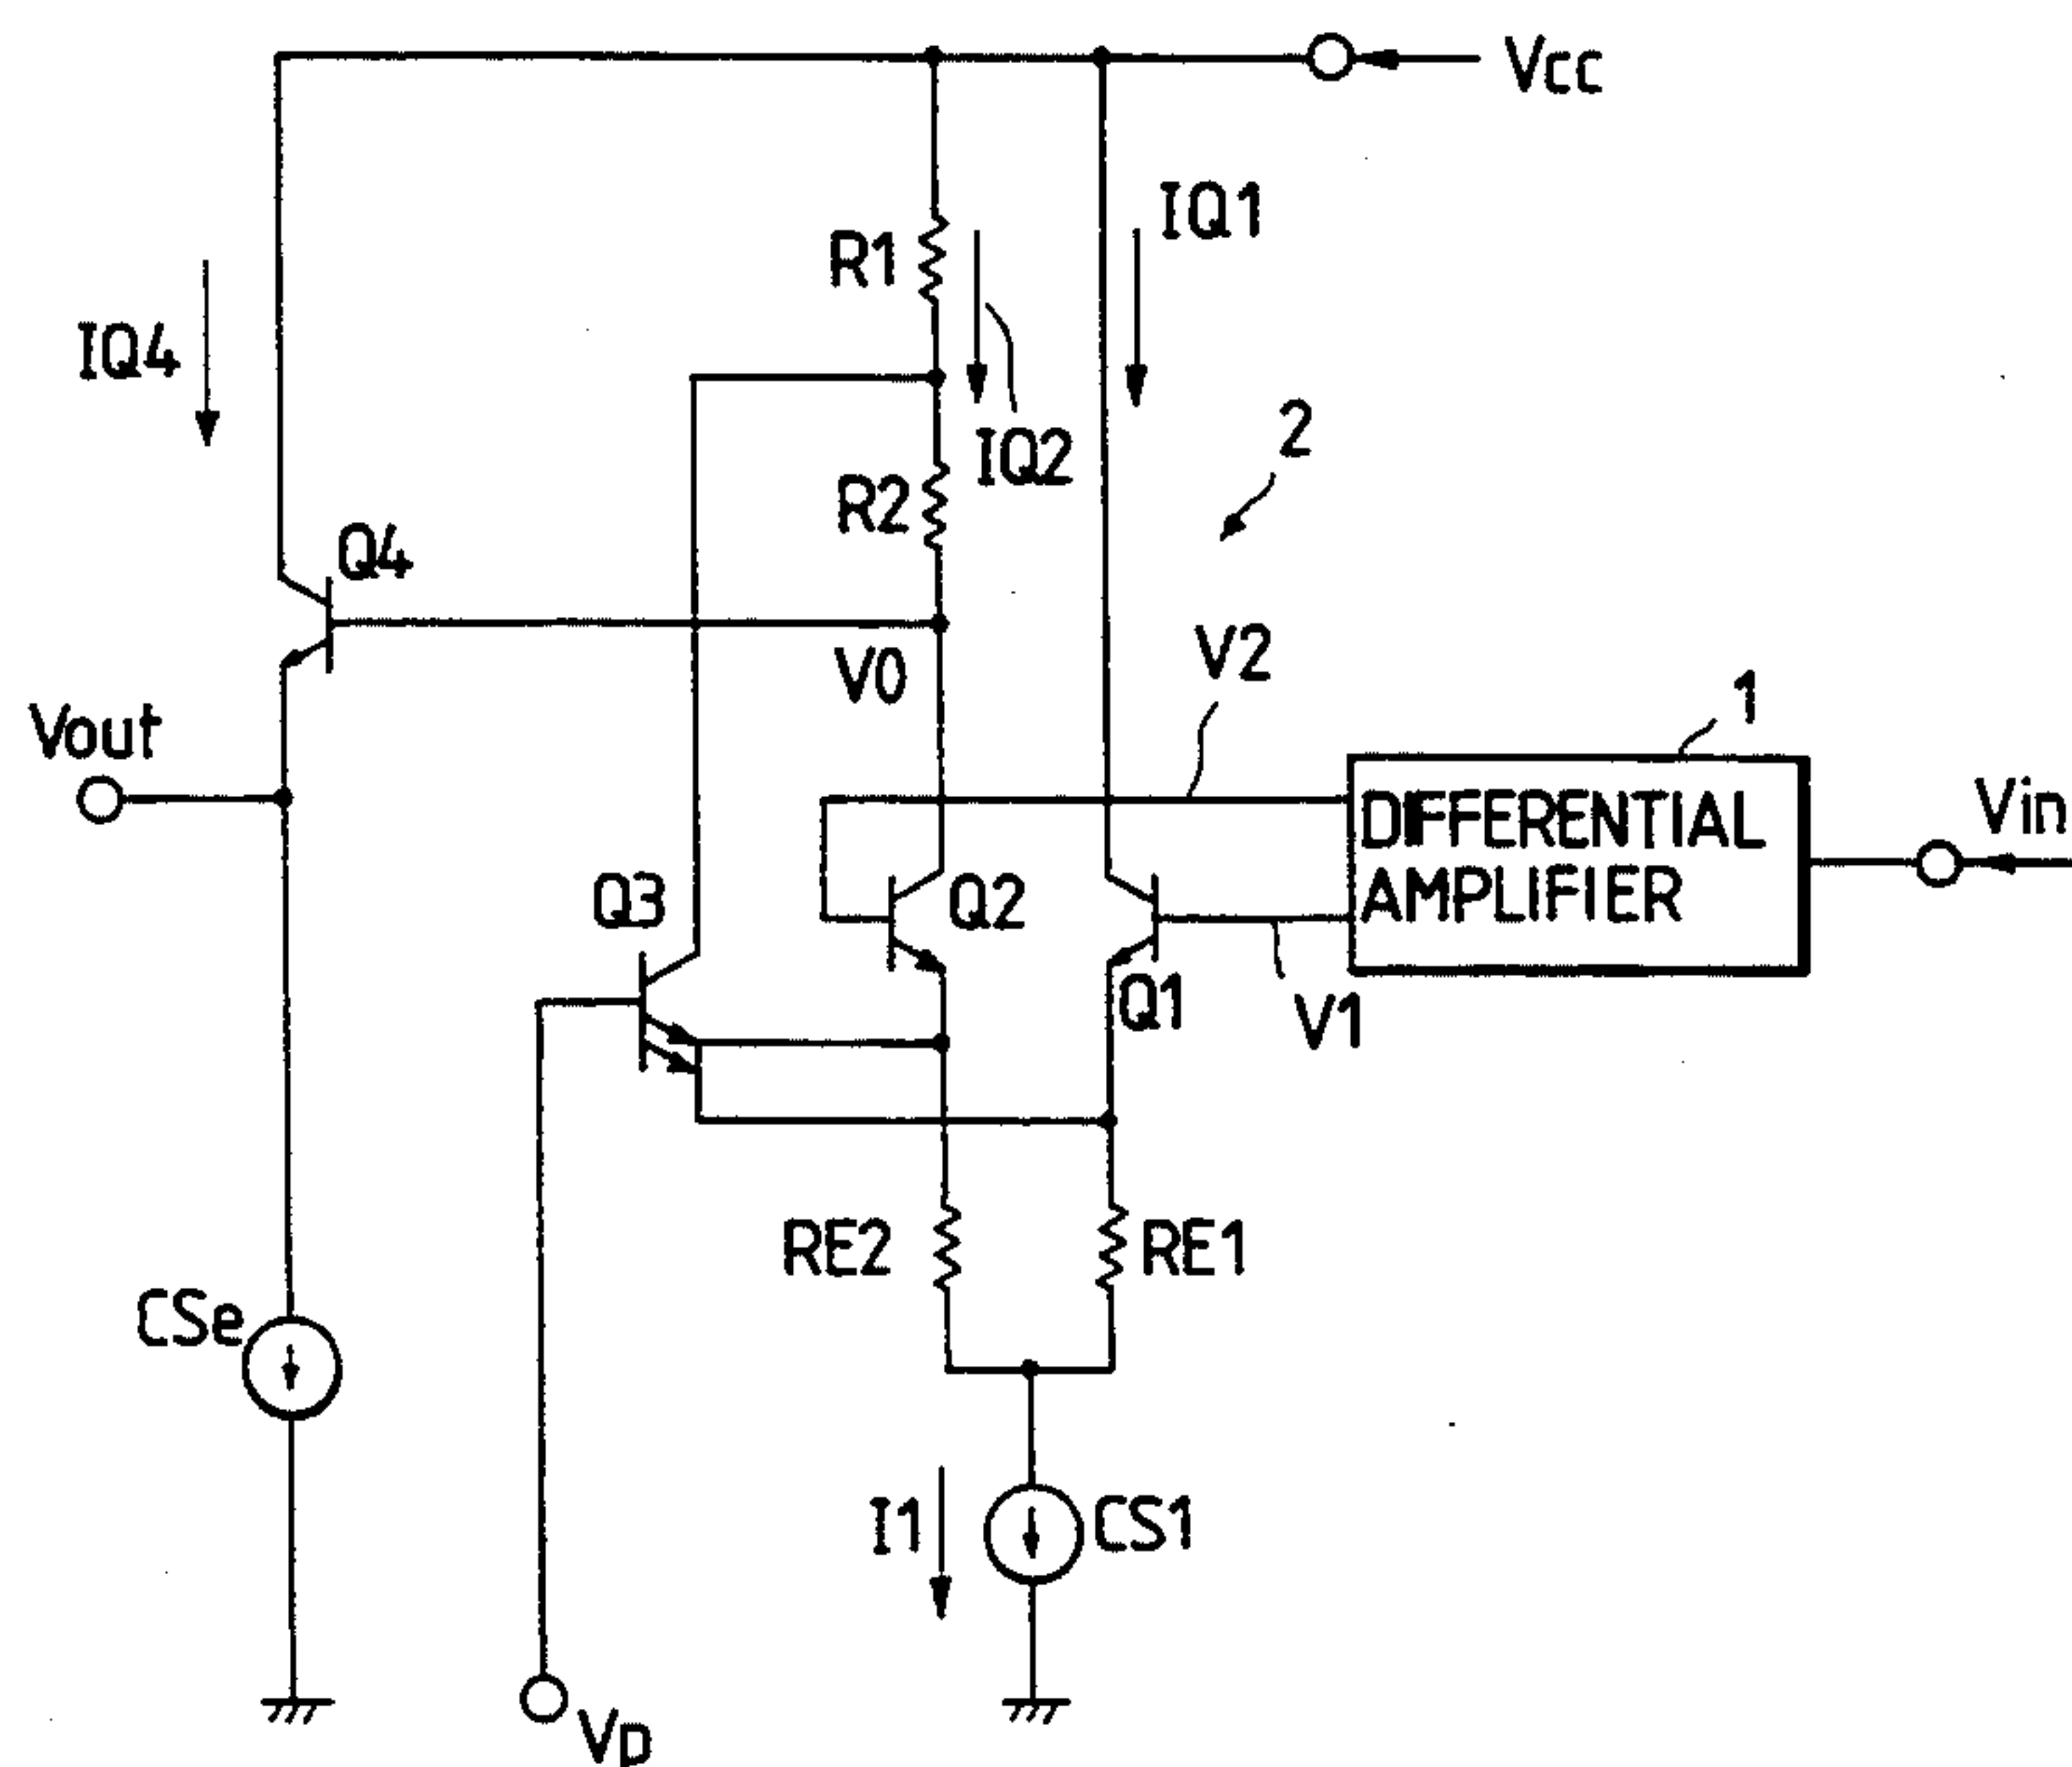 Vcc
IQ1
R1
IQ4
IQ2
2
R2
Q4
V0
V2
1
Vout
Vin
DIFFERENTIAL
AMPLIFIER
Q3
Q2
Q1
V1
RE2
RE1
CSe
I1
CS1
VD